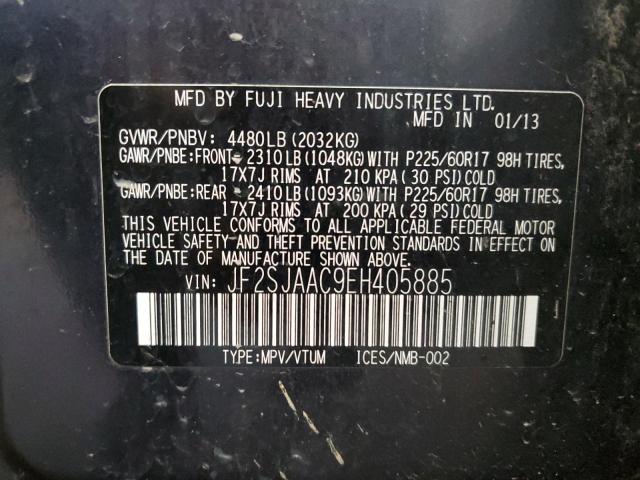 MFD BY FUJI HEAVY INDUSTRIES LTD.
MFD IN 01/13
GVWR/PNBV: 4480LB (2032KG)
GAWR/PNBE:FRONT- 2310LB (1048KG)WITH P225/60R17 98H TIRES,
17X7J RIMS AT 210 KPA ( 30 PSI) COLD
GAWR/PNBE:REAR - 2410LB (1093KG)WITH P225/60R17 98H TIRES,
17X7J RIMS AT 200 KPA ( 29 PSI) COLD
THIS VEHICLE CONFORMS TO ALL APPLICABLE FEDERAL MOTOR
VEHICLE SAFETY AND THEFT PREVENTION STANDARDS IN EFFECT ON
THE DATE OF MANUFACTURE SHOWN ABOVE.
VIN: JF2SJAAC9EH405885
TYPE:MPV/VTUM ICES/NMB-002